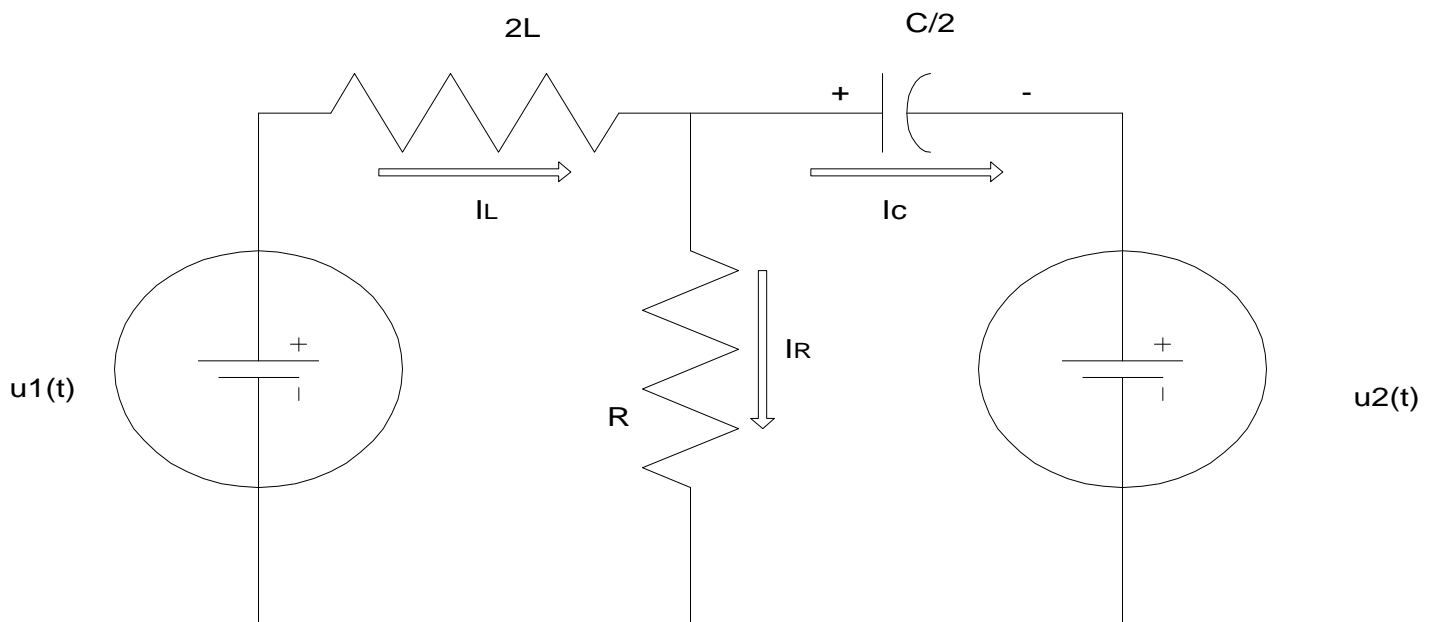 2L
C/2
+
-
IL
Ic
+
-
u1(t)
R
IR
+
-
u2(t)